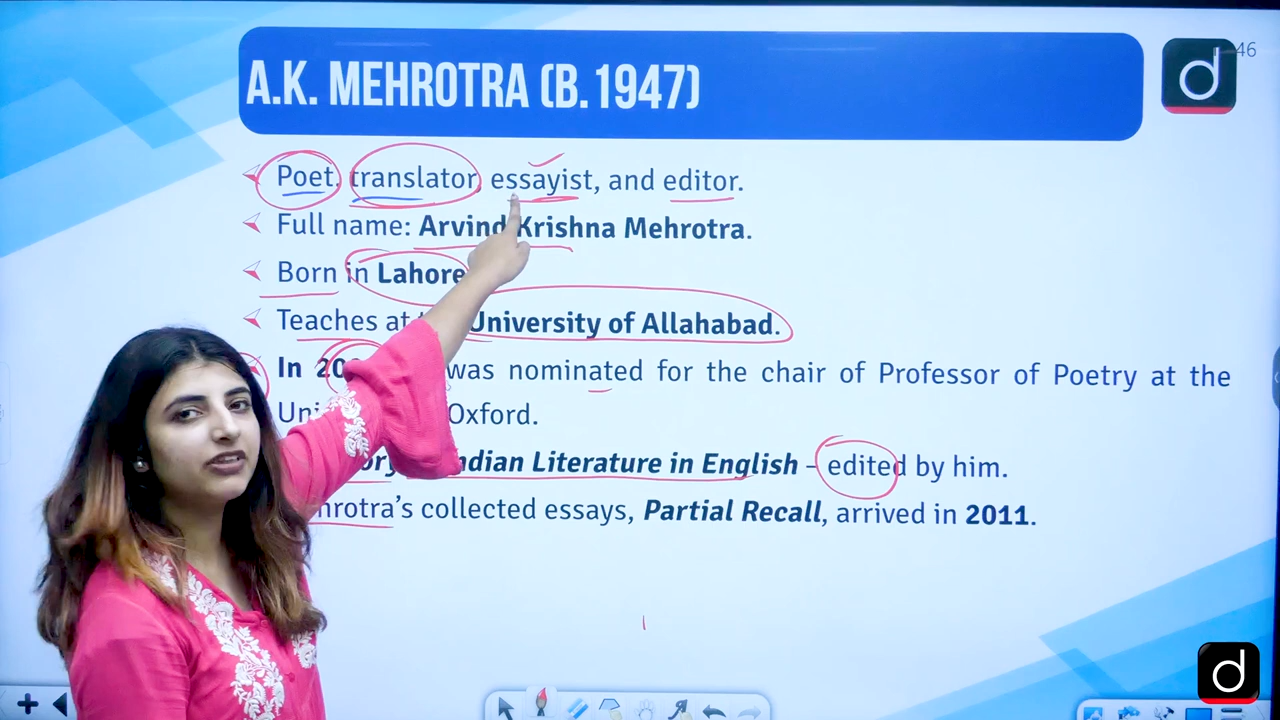 A.K. MEHROTRA (B.1947)
d
46
Poet, translator, essayist, and editor.
Full name: Arvind Krishna Mehrotra.
Born in Lahore
Teaches at University of Allahabad.
In was nominated for the chair of Professor of Poetry at the
Oxford.
Indian Literature in English – edited by him.
collected essays, Partial Recall, arrived in 2011.
d